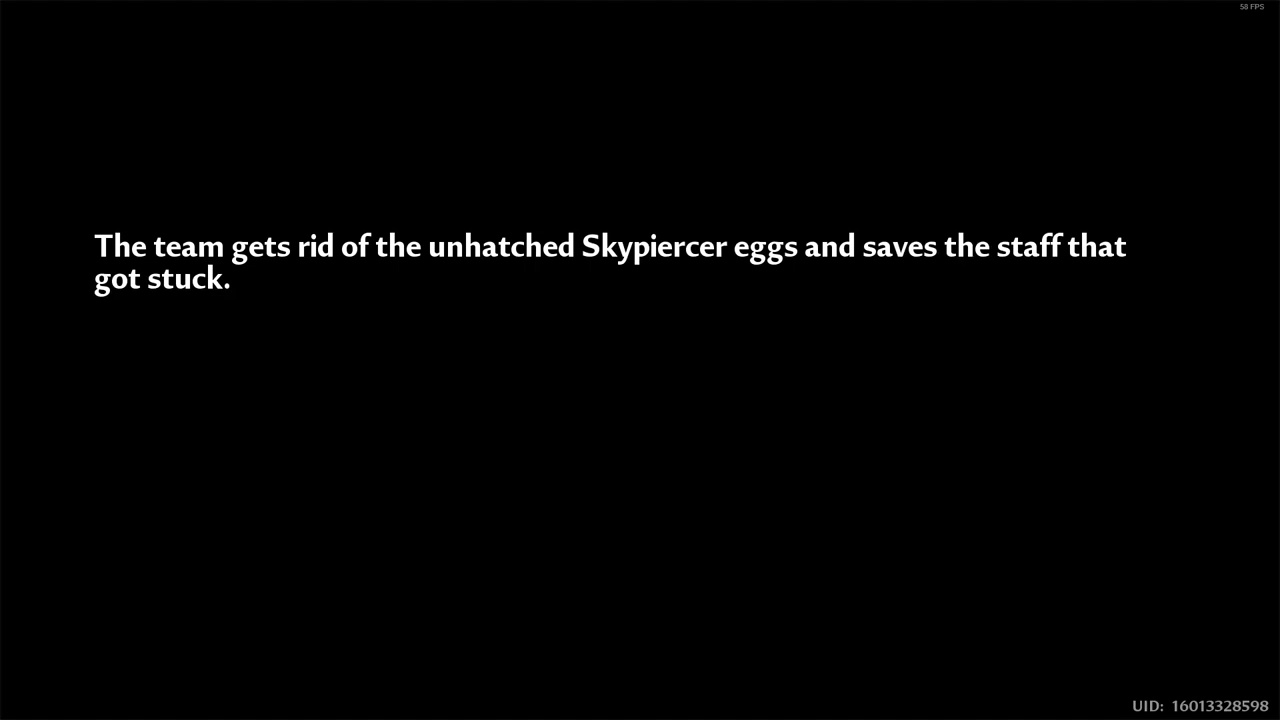 58 FPS
The team gets rid of the unhatched Skypiercer eggs and saves the staff that
got stuck.
UID: 16013328598